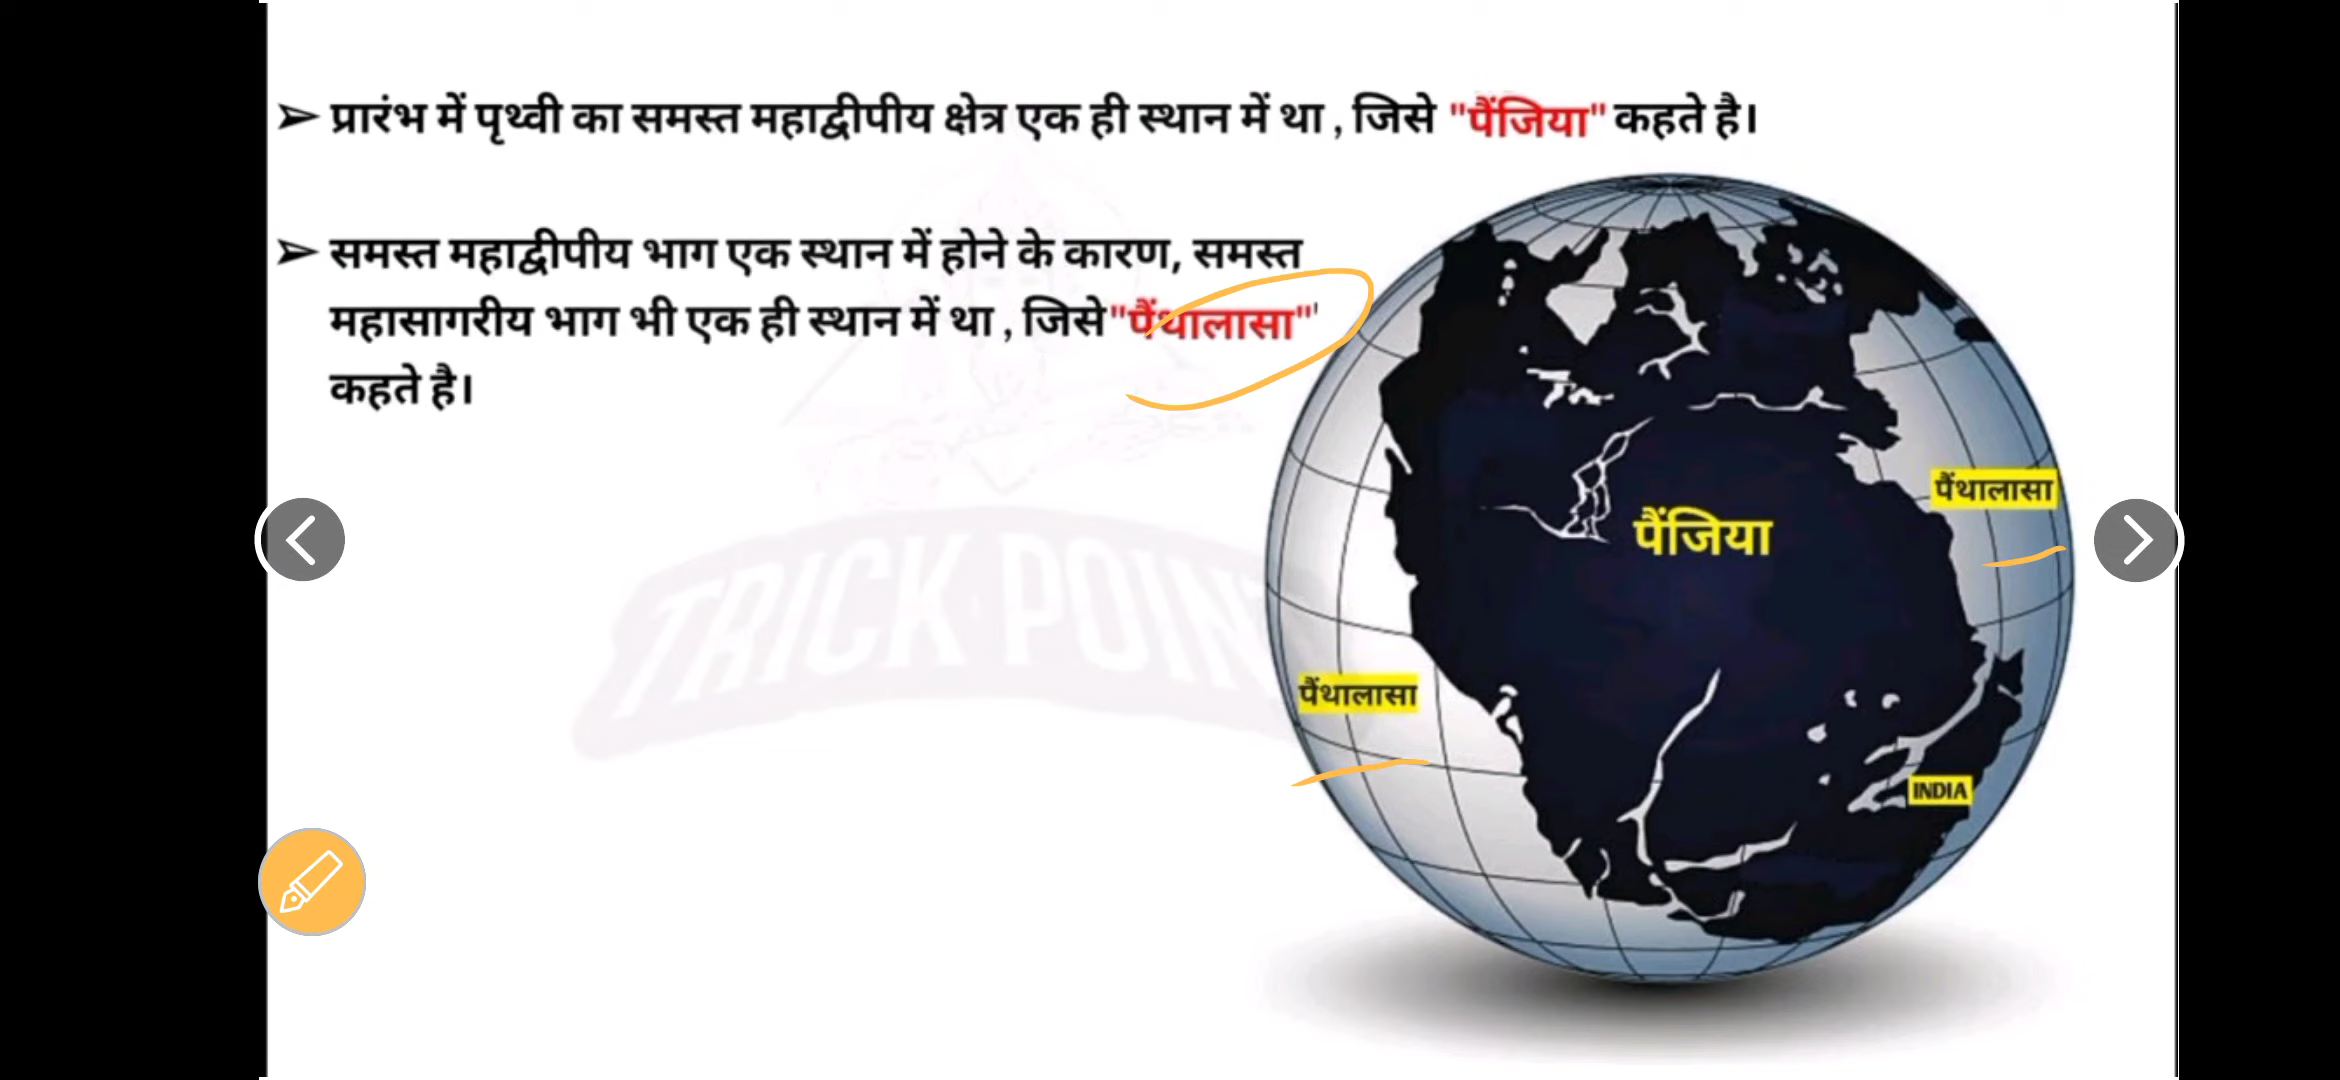 ➢ प्रारंभ में पृथ्वी का समस्त महाद्वीपीय क्षेत्र एक ही स्थान में था , जिसे "पैंजिया" कहते है।
➢ समस्त महाद्वीपीय भाग एक स्थान में होने के कारण, समस्त
महासागरीय भाग भी एक ही स्थान में था , जिसे "पैंथालासा"'
कहते है।
पैंथालासा
पैंजिया
पैंथालासा
INDIA
TRICK POINT